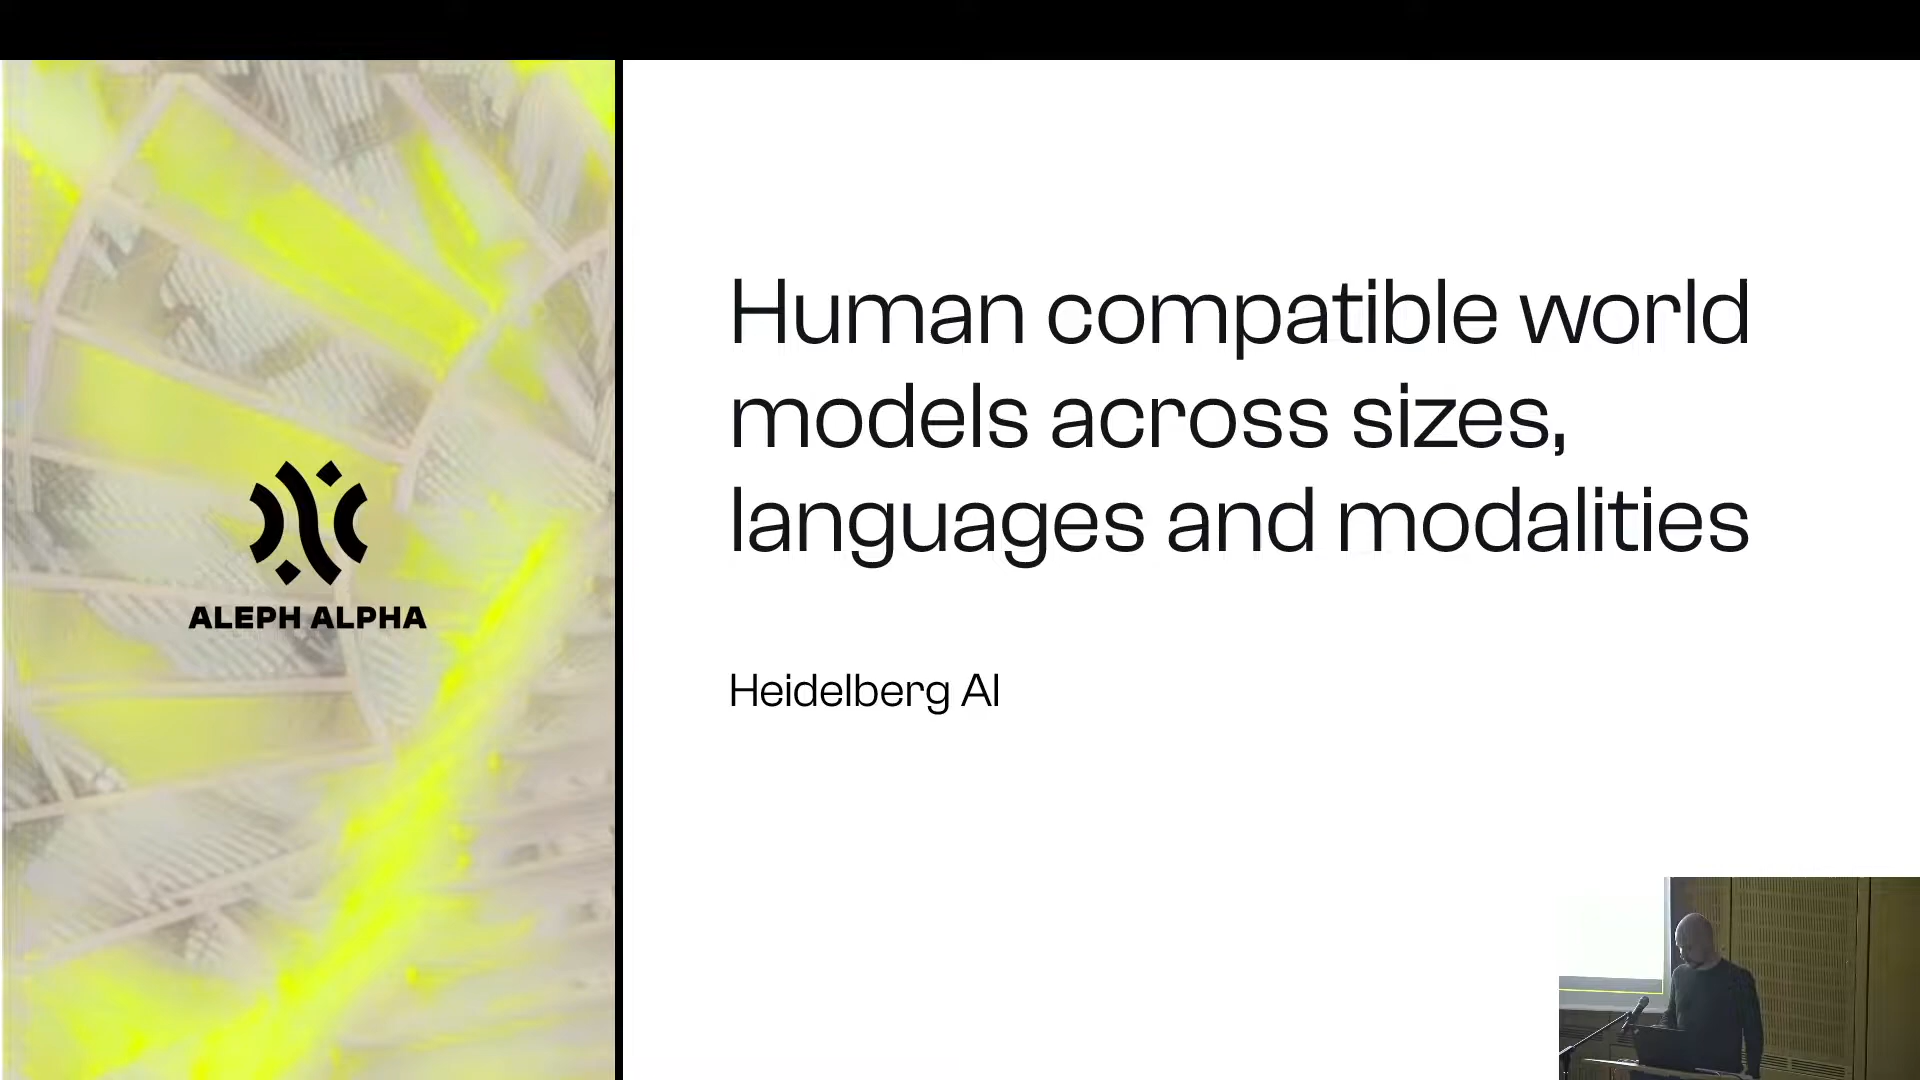 ALEPH ALPHA
Human compatible world
models across sizes,
languages and modalities
Heidelberg AI